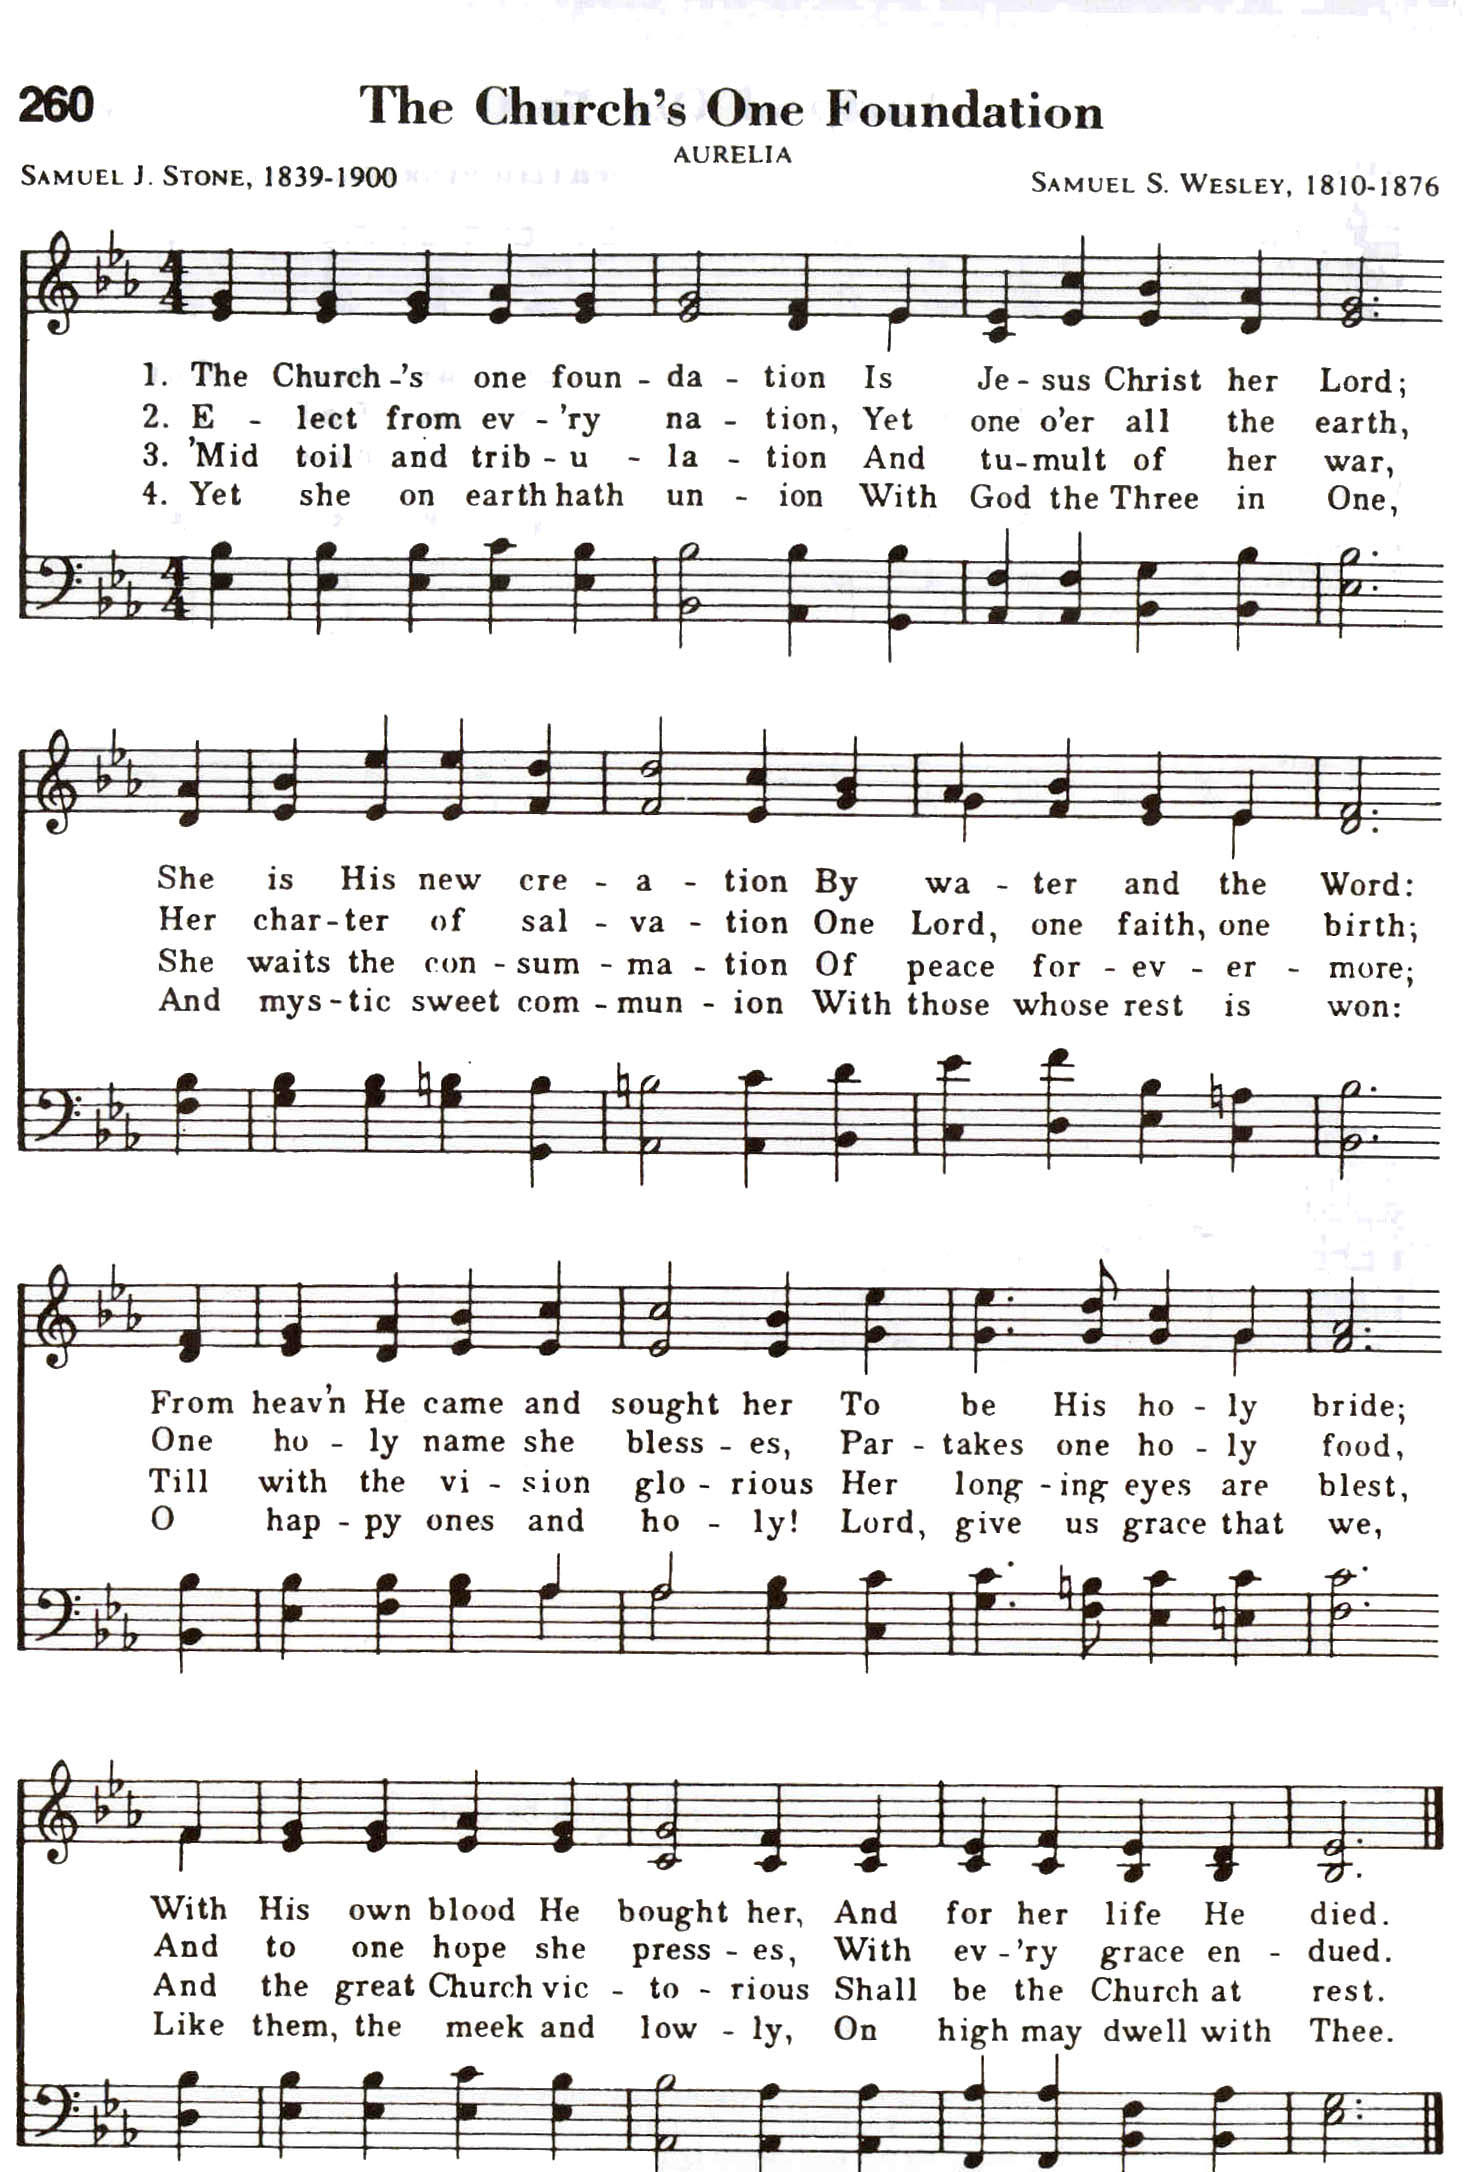 260
The Church's One Foundation
AURELIA
SAMUEL J. STONE, 1839-1900
SAMUEL S. WESLEY, 1810-1876
1. The Church-'s one foun - da - tion Is Je - sus Christ her Lord;
2. E - lect from ev - 'ry na - tion, Yet one o'er all the earth,
3. 'Mid toil and trib - u - la - tion And tu-mult of her war,
4. Yet she on earth hath un - ion With God the Three in One,
She is His new cre - a - tion By wa - ter and the Word:
Her char-ter of sal - va - tion One Lord, one faith, one birth;
She waits the con - sum - ma - tion Of peace for - ev - er - more;
And mys-tic sweet com - mun - ion With those whose rest is won:
From heav'n He came and sought her To be His ho - ly bride;
One ho - ly name she bless - es, Par - takes one ho - ly food,
Till with the vi - sion glo - rious Her long - ing eyes are blest,
O hap - py ones and ho - ly! Lord, give us grace that we,
With His own blood He bought her, And for her life He died.
And to one hope she press - es, With ev-'ry grace en - dued.
And the great Church vic - to - rious Shall be the Church at rest.
Like them, the meek and low - ly, On high may dwell with Thee.